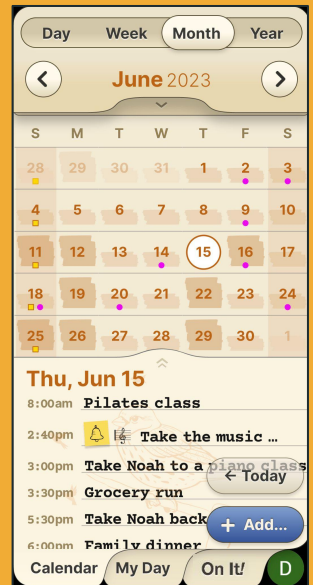 Day Week Month Year
June 2023
S M T W T F S
28 29 30 31 1 2 3
4 5 6 7 8 9 10
11 12 13 14 15 16 17
18 19 20 21 22 23 24
25 26 27 28 29 30 1
Thu, Jun 15
8:00am Pilates class
2:40pm Take the music ...
3:00pm Take Noah to a piano class
← Today
3:30pm Grocery run
5:30pm Take Noah back
+ Add...
6:00pm Family dinner
Calendar My Day On It! D